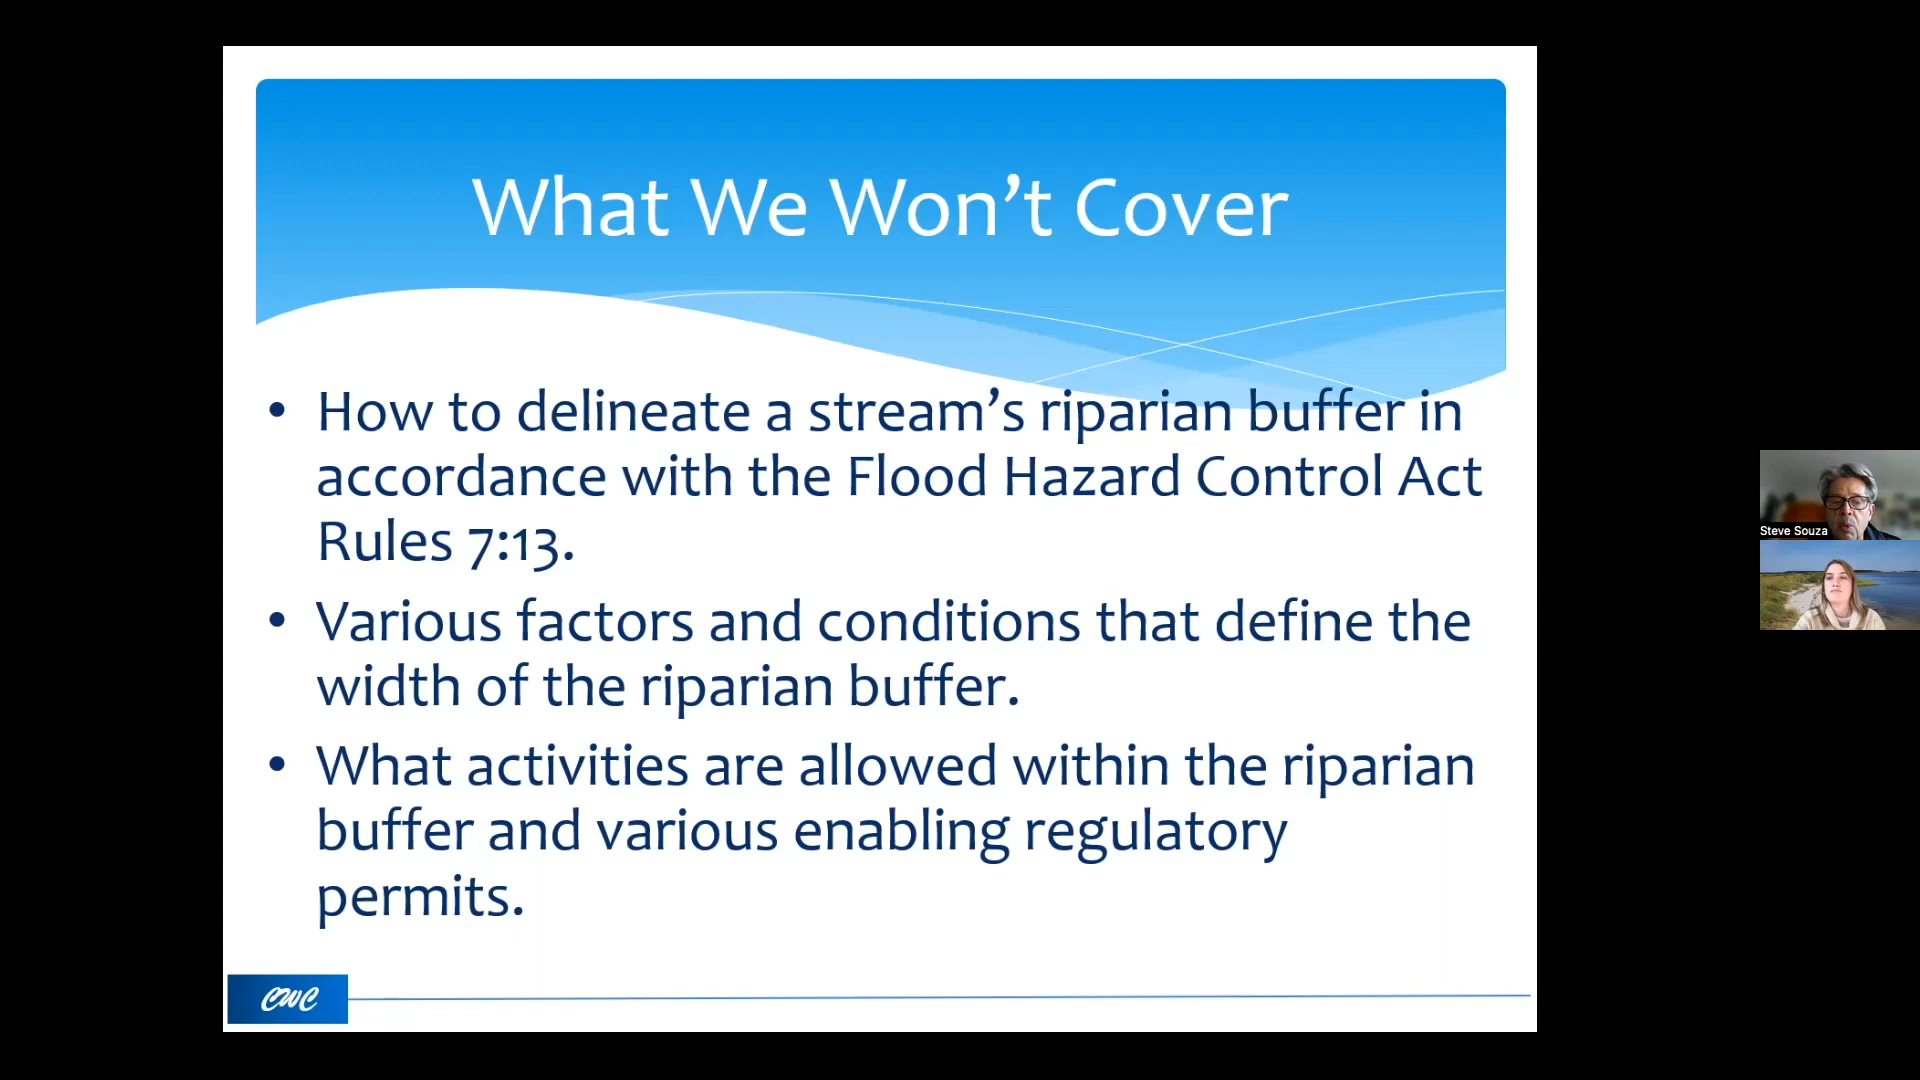 What We Won’t Cover
• How to delineate a stream’s riparian buffer in
accordance with the Flood Hazard Control Act
Rules 7:13.
• Various factors and conditions that define the
width of the riparian buffer.
• What activities are allowed within the riparian
buffer and various enabling regulatory
permits.
CWC
Steve Souza